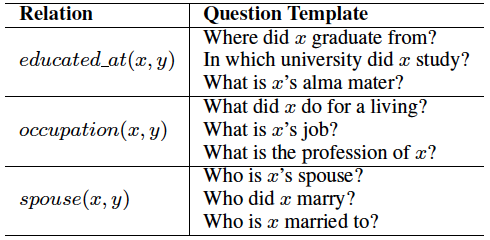 Relation Question Template
Where did x graduate from?
educated_at(x, y) In which university did x study?
What is x's alma mater?
What did x do for a living?
occupation(x, y) What is x's job?
What is the profession of x?
Who is x's spouse?
spouse(x, y) Who did x marry?
Who is x married to?